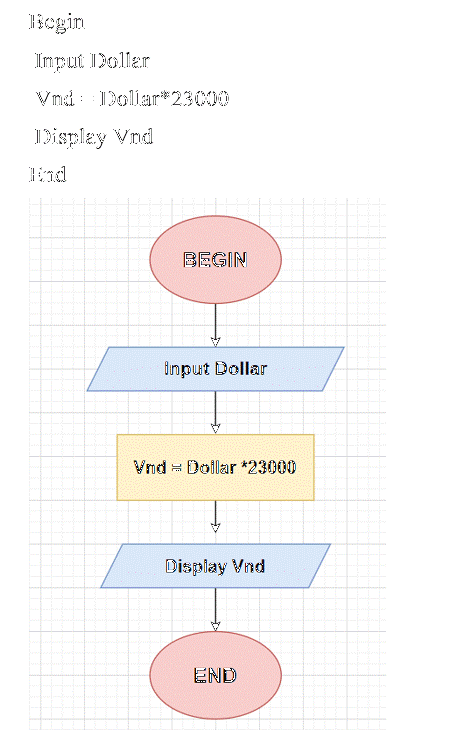 Begin
Input Dollar
Vnd = Dollar*23000
Display Vnd
End
BEGIN
Input Dollar
Vnd = Dollar *23000
Display Vnd
END